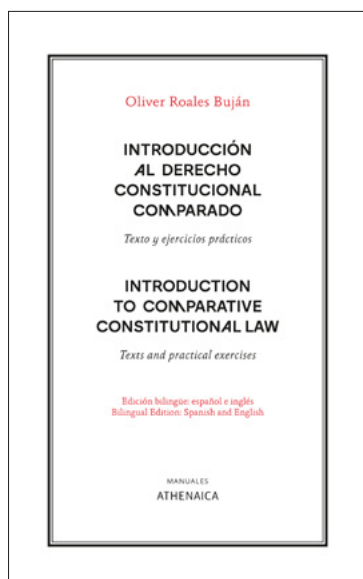 Oliver Roales Buján
INTRODUCCIÓN
AL DERECHO
CONSTITUCIONAL
COMPARADO
Texto y ejercicios prácticos
INTRODUCTION
TO COMPARATIVE
CONSTITUTIONAL LAW
Texts and practical exercises
Edición bilingüe: español e inglés
Bilingual Edition: Spanish and English
MANUALES
ATHENAICA